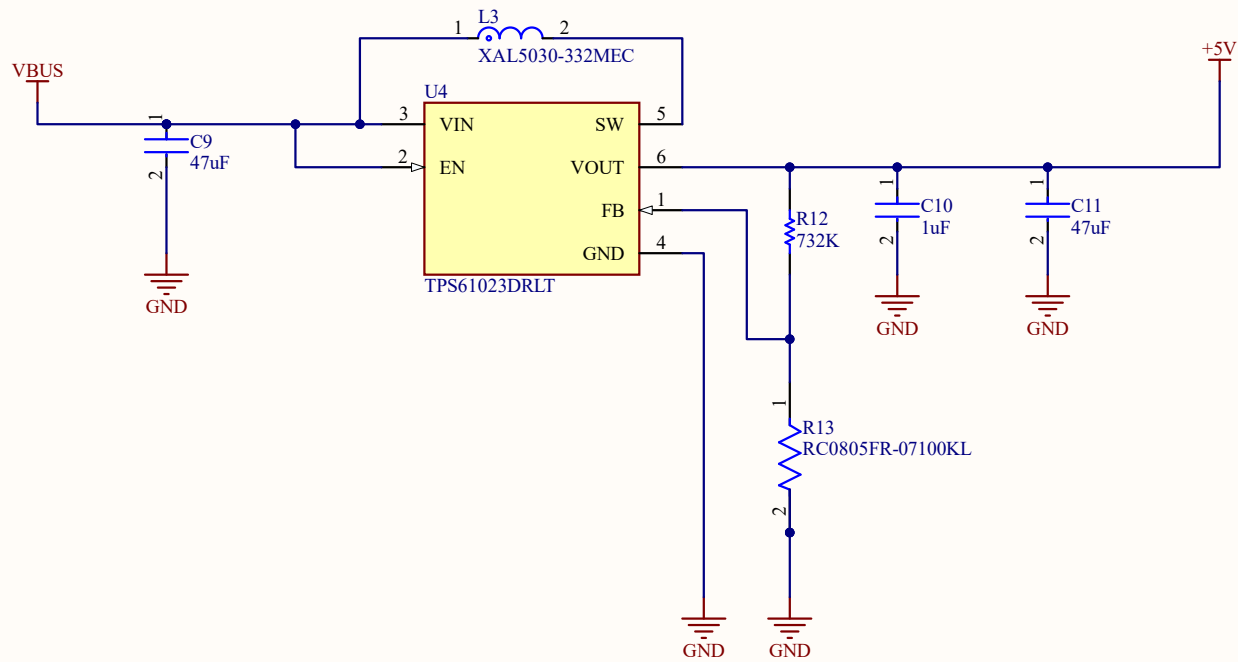 L3
1
2
XAL5030-332MEC
+5V
VBUS
U4
1
3
VIN
SW
5
C9
47uF
2
2
EN
VOUT
6
FB
1
R12
732K
1
C10
1uF
2
1
C11
47uF
2
GND
4
TPS61023DRLT
GND
GND
GND
1
R13
RC0805FR-07100KL
2
GND
GND